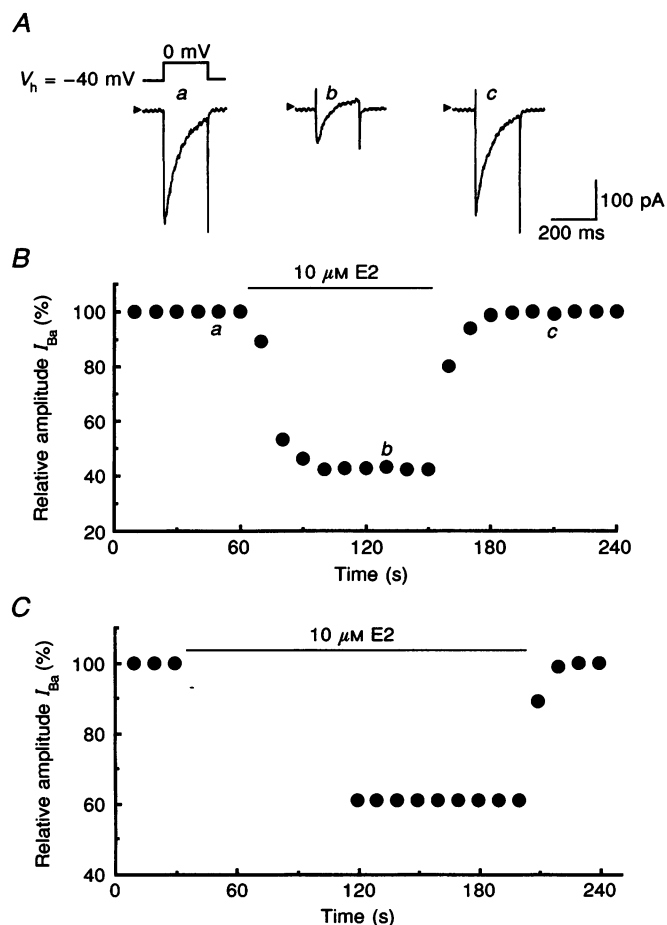 A
0 mV
Vh = −40 mV
a
b
c
100 pA
200 ms
B
10 μM E2
Relative amplitude IBa (%)
100
80
60
40
20
a
b
c
0
60
120
180
240
Time (s)
C
10 μM E2
Relative amplitude IBa (%)
100
80
60
40
0
60
120
180
240
Time (s)